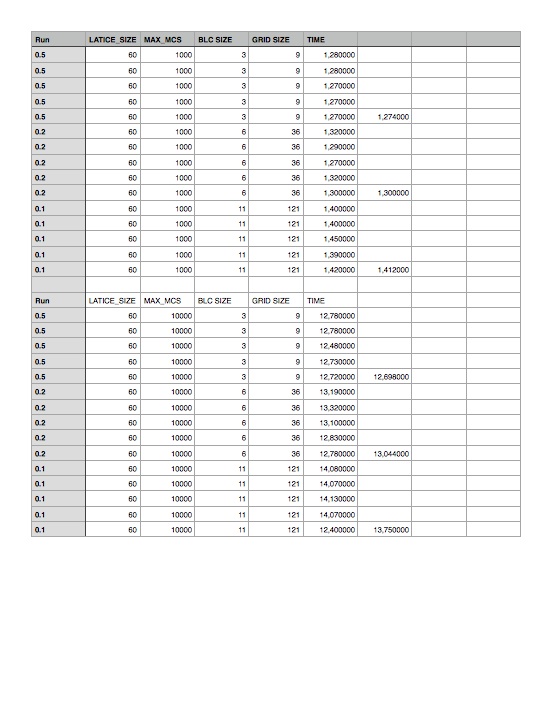 Run LATICE_SIZE MAX_MCS BLC SIZE GRID SIZE TIME
0.5 60 1000 3 9 1,280000
0.5 60 1000 3 9 1,280000
0.5 60 1000 3 9 1,270000
0.5 60 1000 3 9 1,270000
0.5 60 1000 3 9 1,270000 1,274000
0.2 60 1000 6 36 1,320000
0.2 60 1000 6 36 1,290000
0.2 60 1000 6 36 1,270000
0.2 60 1000 6 36 1,320000
0.2 60 1000 6 36 1,300000 1,300000
0.1 60 1000 11 121 1,400000
0.1 60 1000 11 121 1,400000
0.1 60 1000 11 121 1,450000
0.1 60 1000 11 121 1,390000
0.1 60 1000 11 121 1,420000 1,412000
Run LATICE_SIZE MAX_MCS BLC SIZE GRID SIZE TIME
0.5 60 10000 3 9 12,780000
0.5 60 10000 3 9 12,780000
0.5 60 10000 3 9 12,480000
0.5 60 10000 3 9 12,730000
0.5 60 10000 3 9 12,720000 12,698000
0.2 60 10000 6 36 13,190000
0.2 60 10000 6 36 13,320000
0.2 60 10000 6 36 13,100000
0.2 60 10000 6 36 12,830000
0.2 60 10000 6 36 12,780000 13,044000
0.1 60 10000 11 121 14,080000
0.1 60 10000 11 121 14,070000
0.1 60 10000 11 121 14,130000
0.1 60 10000 11 121 14,070000
0.1 60 10000 11 121 12,400000 13,750000